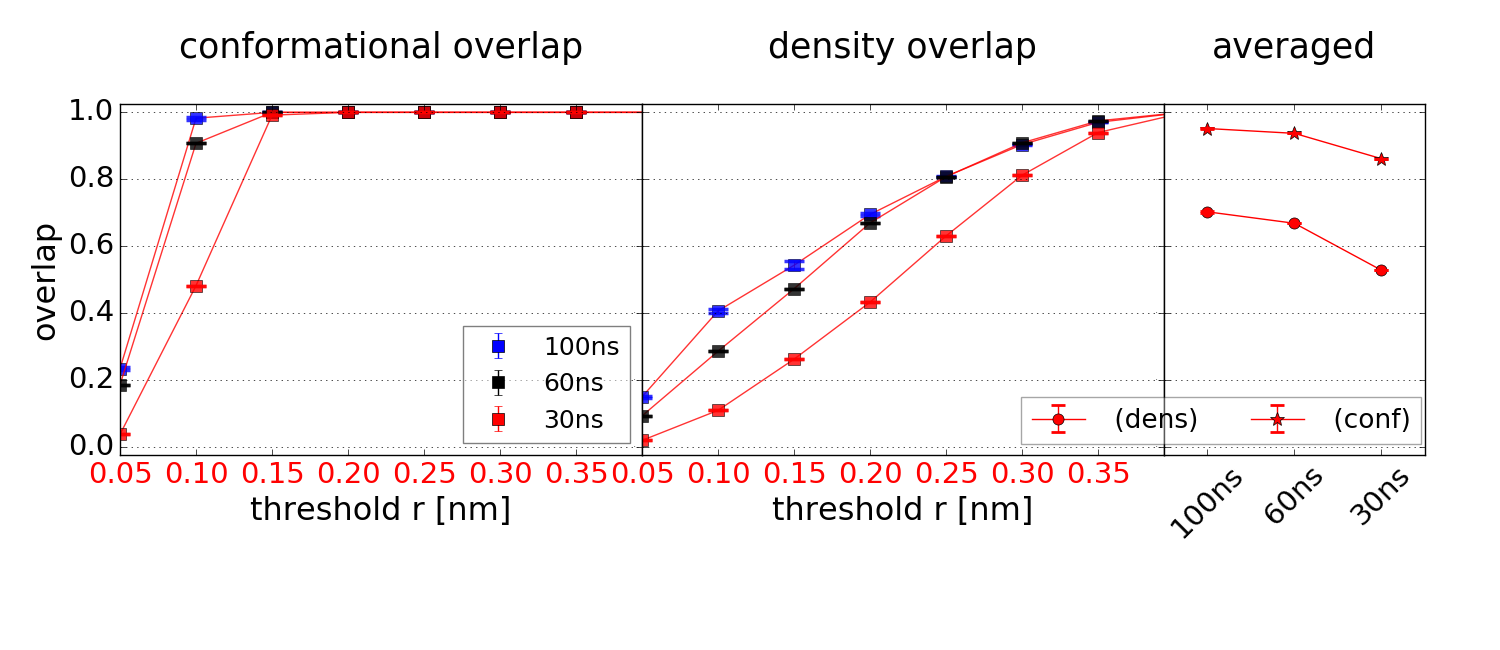 conformational overlap
density overlap
averaged
overlap
1.0
0.8
0.6
0.4
0.2
0.0
100ns
60ns
30ns
(dens)
(conf)
0.05 0.10 0.15 0.20 0.25 0.30 0.35
0.05 0.10 0.15 0.20 0.25 0.30 0.35
100ns
60ns
30ns
threshold r [nm]
threshold r [nm]